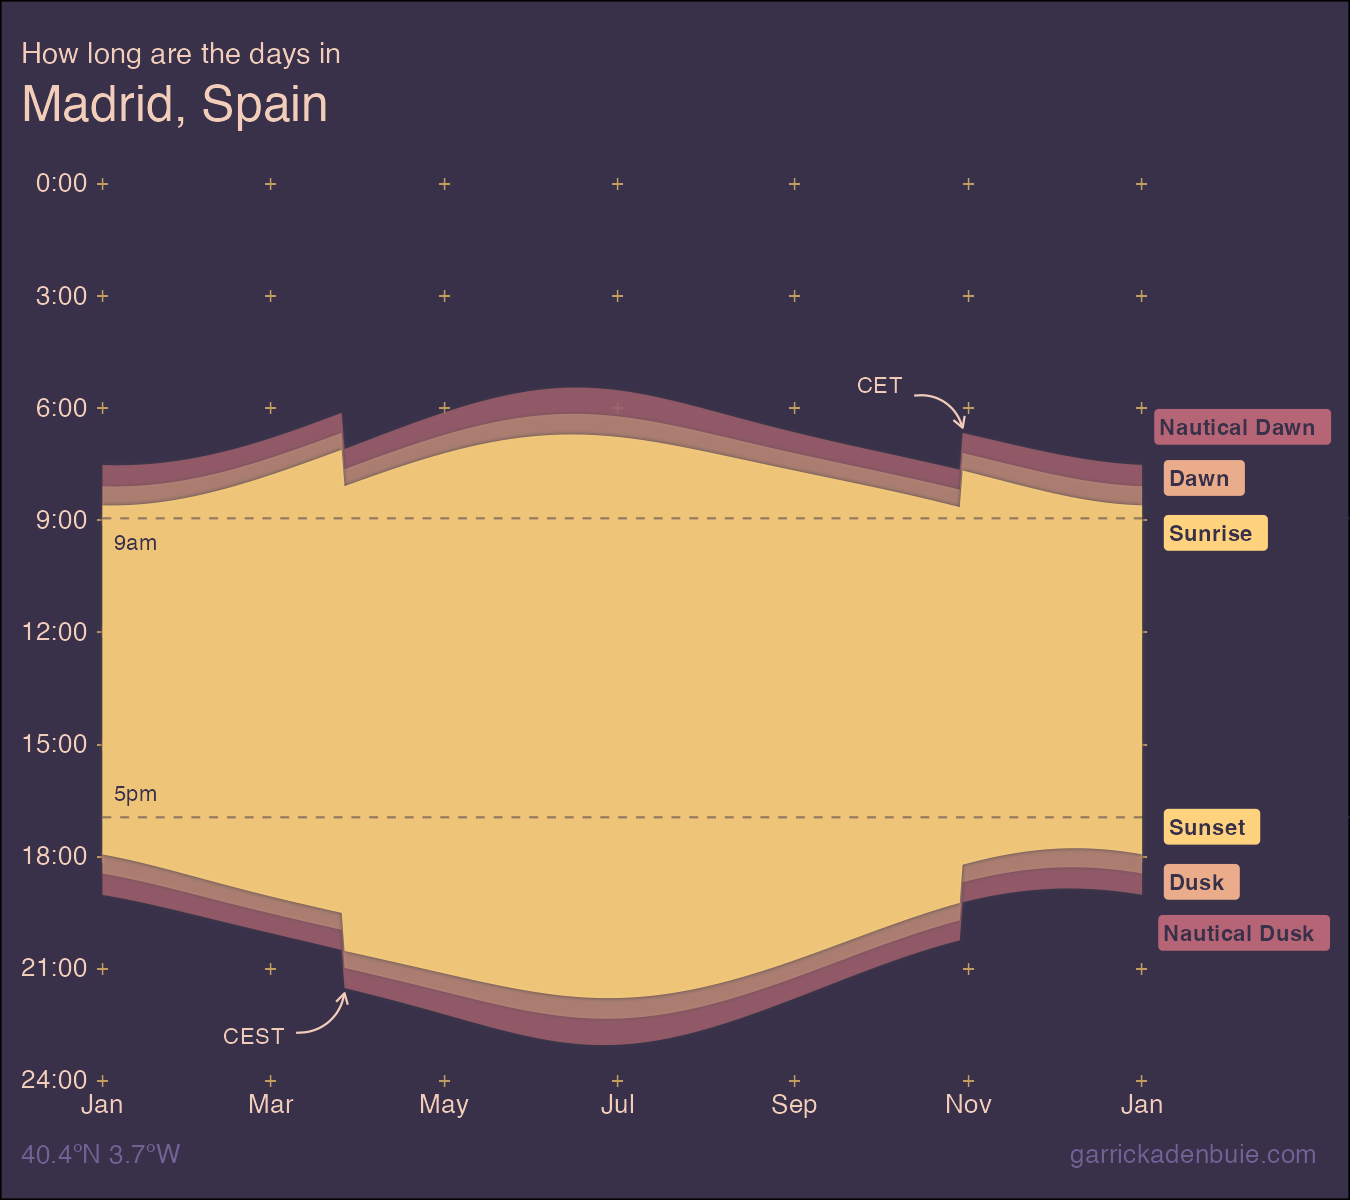 How long are the days in
Madrid, Spain
0:00
3:00
CET
6:00
Nautical Dawn
Dawn
9:00
Sunrise
9am
12:00
15:00
5pm
Sunset
18:00
Dusk
Nautical Dusk
21:00
CEST
24:00
Jan Mar May Jul Sep Nov Jan
40.4°N 3.7°W
garrickadenbuie.com